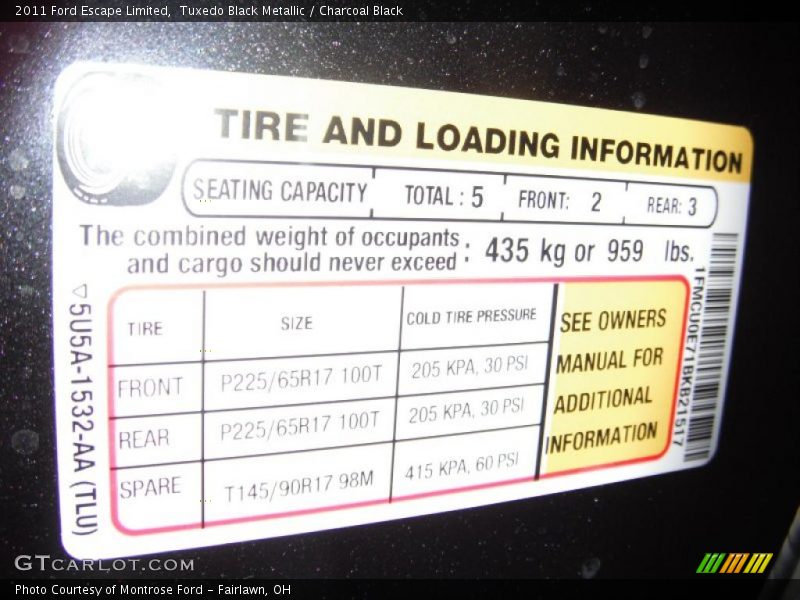 2011 Ford Escape Limited,  Tuxedo Black Metallic / Charcoal Black
TIRE AND LOADING INFORMATION
SEATING CAPACITY TOTAL : 5 FRONT: 2 REAR: 3
The combined weight of occupants
and cargo should never exceed : 435 kg or 959 lbs.
TIRE SIZE COLD TIRE PRESSURE
FRONT P225/65R17 100T 205 KPA, 30 PSI
REAR P225/65R17 100T 205 KPA, 30 PSI
SPARE T145/90R17 98M 415 KPA, 60 PSI
SEE OWNERS
MANUAL FOR
ADDITIONAL
INFORMATION
5U5A-1532-AA (TLU)
1FMCU0E71BKB21517
GTCARLOT.COM
Photo Courtesy of Montrose Ford - Fairlawn, OH